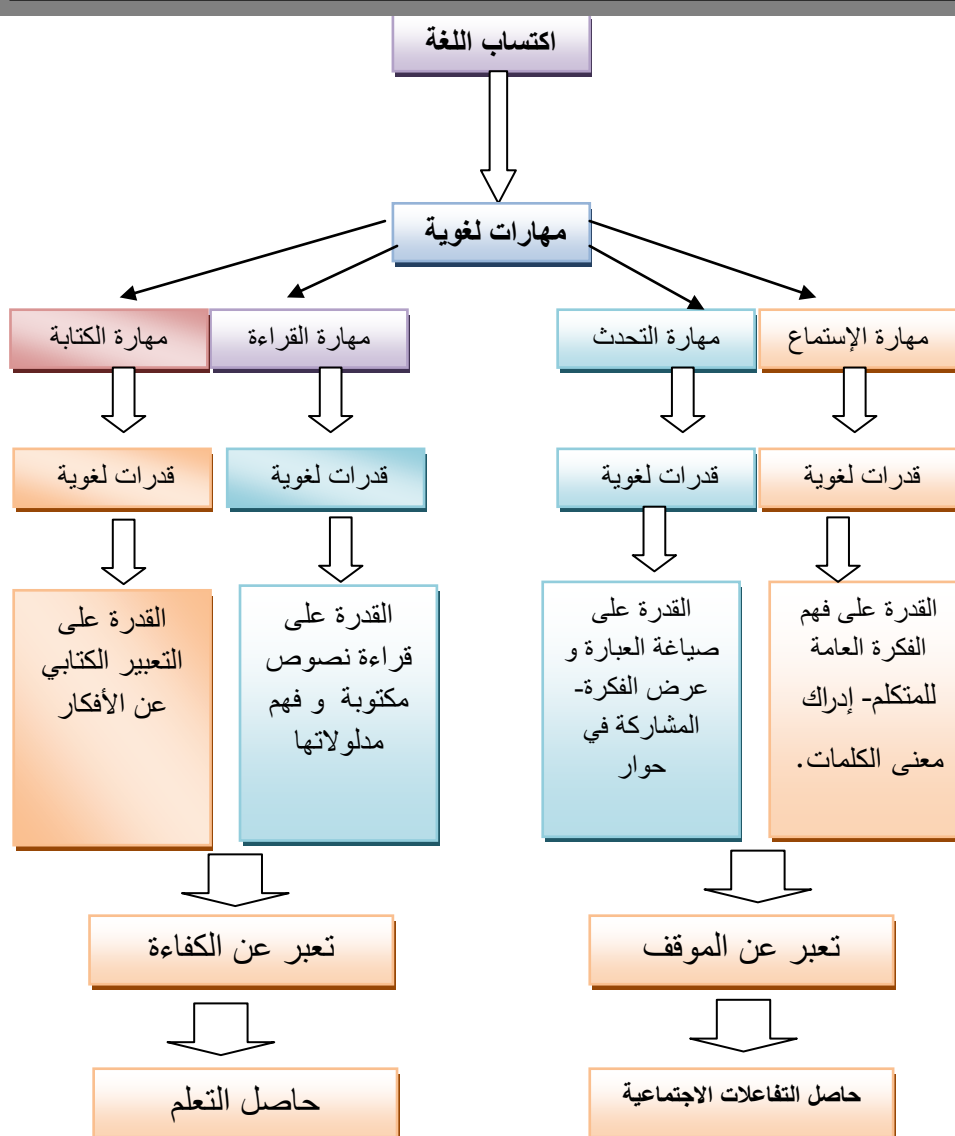 اكتساب اللغة
مهارات لغوية
مهارة الإستماع
مهارة التحدث
مهارة القراءة
مهارة الكتابة
قدرات لغوية
قدرات لغوية
قدرات لغوية
قدرات لغوية
القدرة على فهم
الفكرة العامة
للمتكلم- إدراك
معنى الكلمات.
القدرة على
صياغة العبارة و
عرض الفكرة-
المشاركة في
حوار
القدرة على
قراءة نصوص
مكتوبة و فهم
مدلولاتها
القدرة على
التعبير الكتابي
عن الأفكار
تعبر عن الموقف
تعبر عن الكفاءة
حاصل التفاعلات الاجتماعية
حاصل التعلم